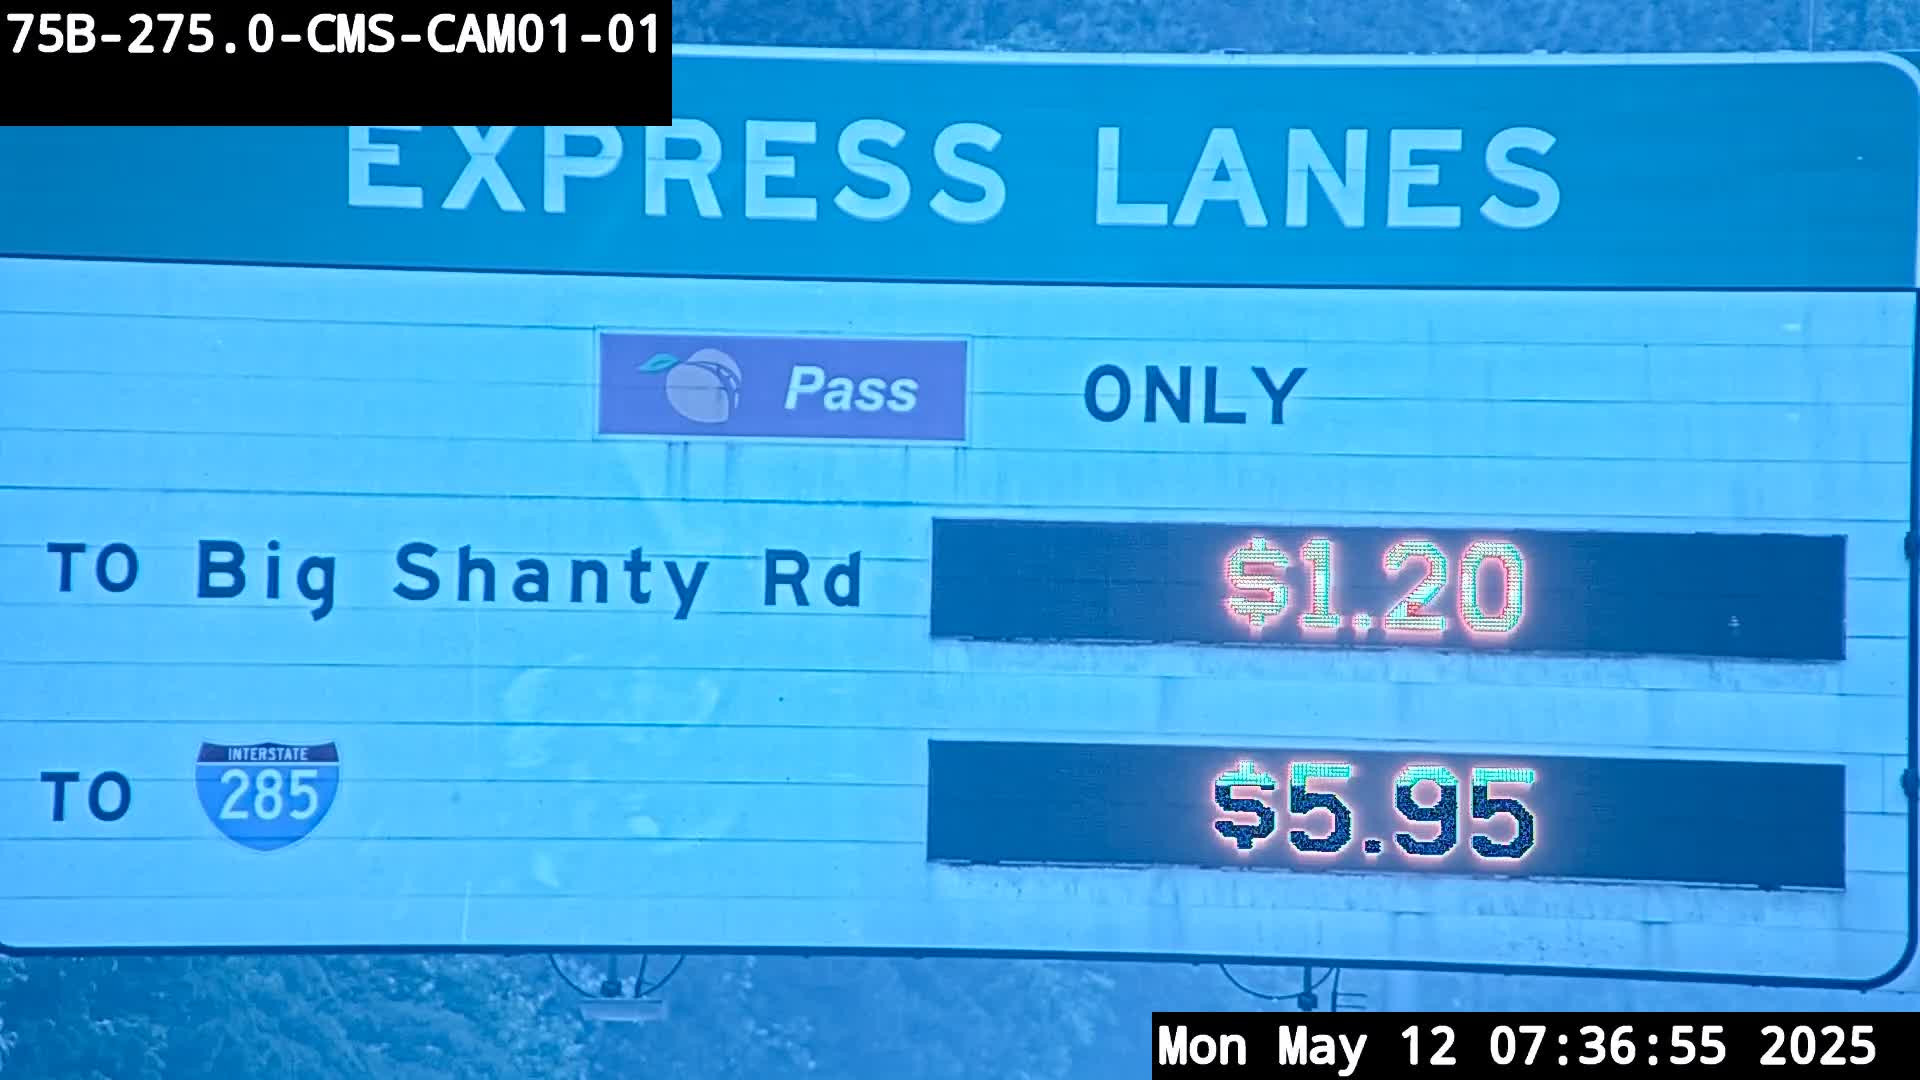 75B-275.0-CMS-CAM01-01
EXPRESS LANES
Pass ONLY
TO Big Shanty Rd $1.20
TO INTERSTATE 285 $5.95
Mon May 12 07:36:55 2025